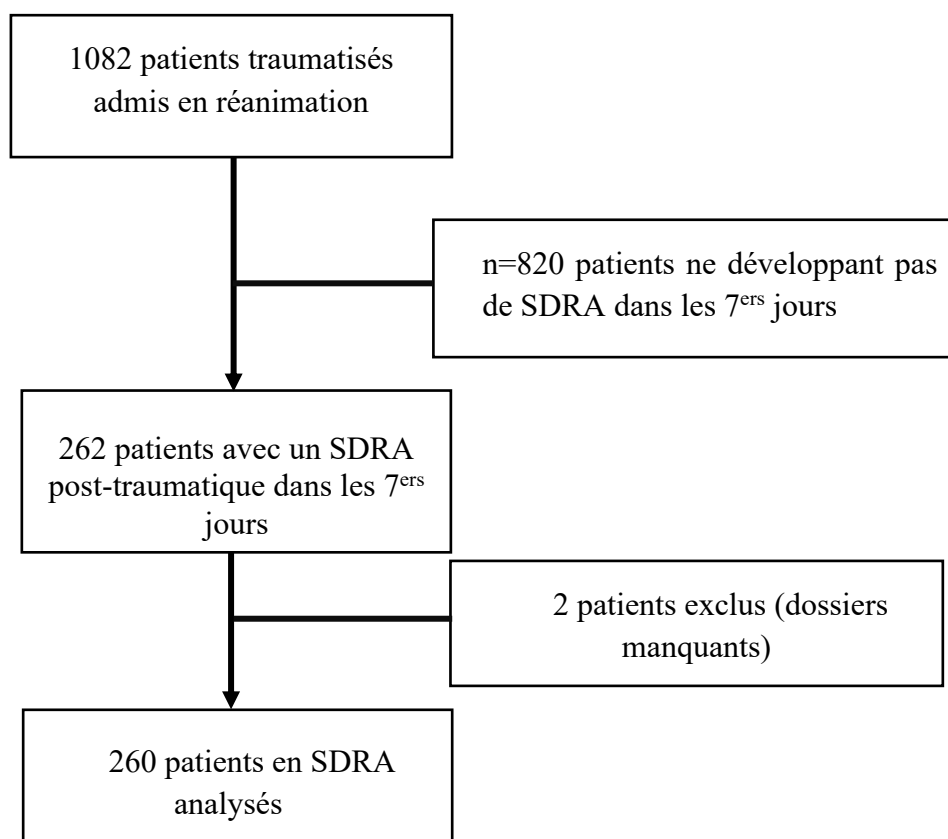 1082 patients traumatisés
admis en réanimation
n=820 patients ne développant pas
de SDRA dans les 7ers jours
262 patients avec un SDRA
post-traumatique dans les 7ers
jours
2 patients exclus (dossiers
manquants)
260 patients en SDRA
analysés